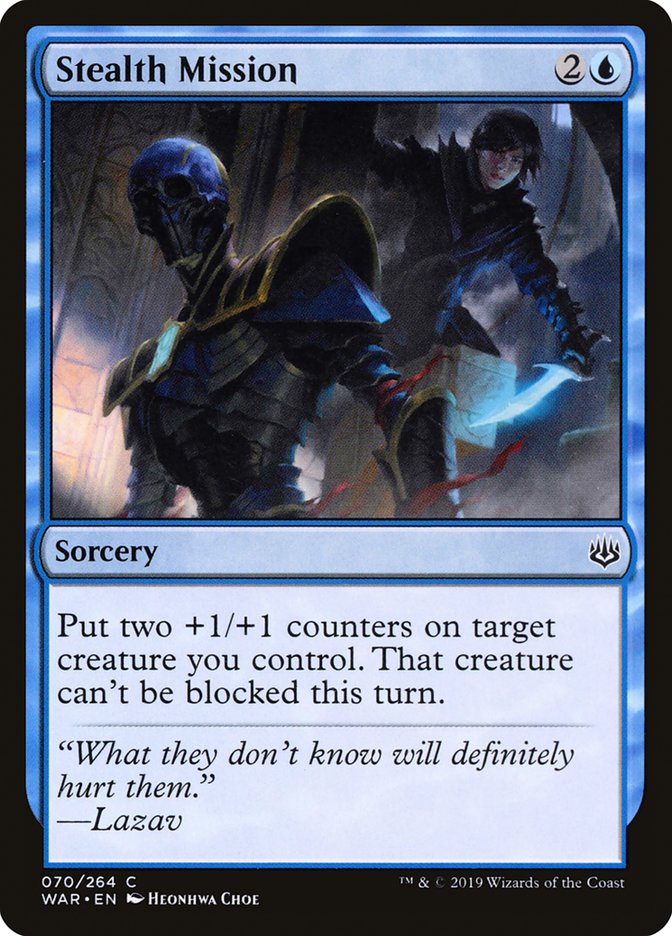 Stealth Mission 2
Sorcery
Put two +1/+1 counters on target
creature you control. That creature
can't be blocked this turn.
“What they don't know will definitely
hurt them.”
—Lazav
070/264 C
WAR • EN Heonhwa Choe
™ & © 2019 Wizards of the Coast